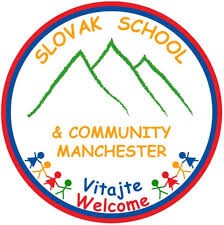 SLOVAK SCHOOL
& COMMUNITY
MANCHESTER
Vitajte
Welcome